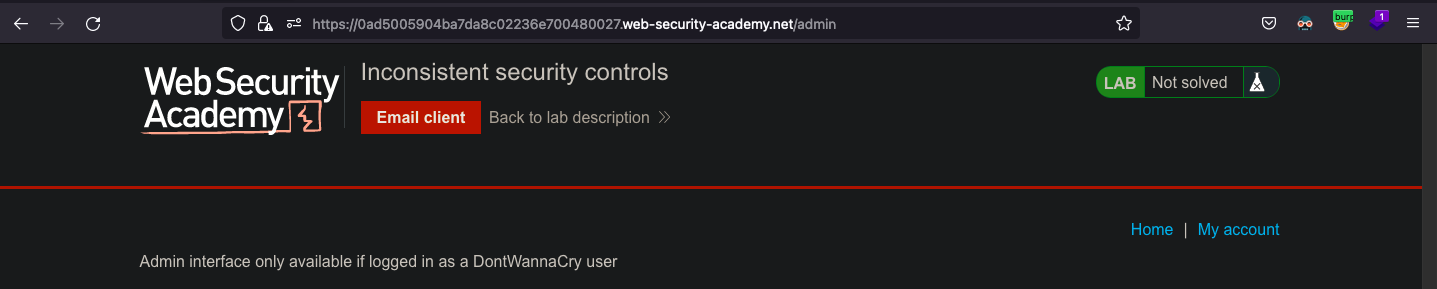 https://0ad5005904ba7da8c02236e700480027.web-security-academy.net/admin
burp
1
Web Security
Academy
Inconsistent security controls
LAB Not solved
Email client Back to lab description
Home | My account
Admin interface only available if logged in as a DontWannaCry user